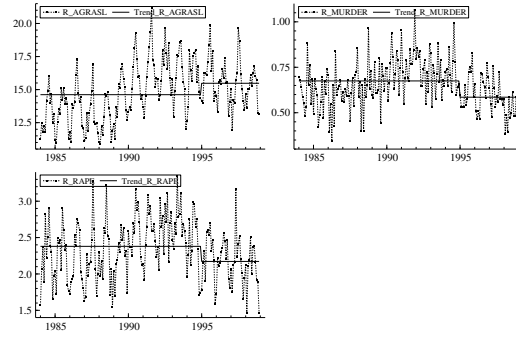 R_AGRASL Trend_R_AGRASL
20.0
17.5
15.0
12.5
1985 1990 1995
R_MURDER Trend_R_MURDER
1.00
0.75
0.50
1985 1990 1995
R_RAPE Trend_R_RAPE
3.0
2.5
2.0
1.5
1985 1990 1995